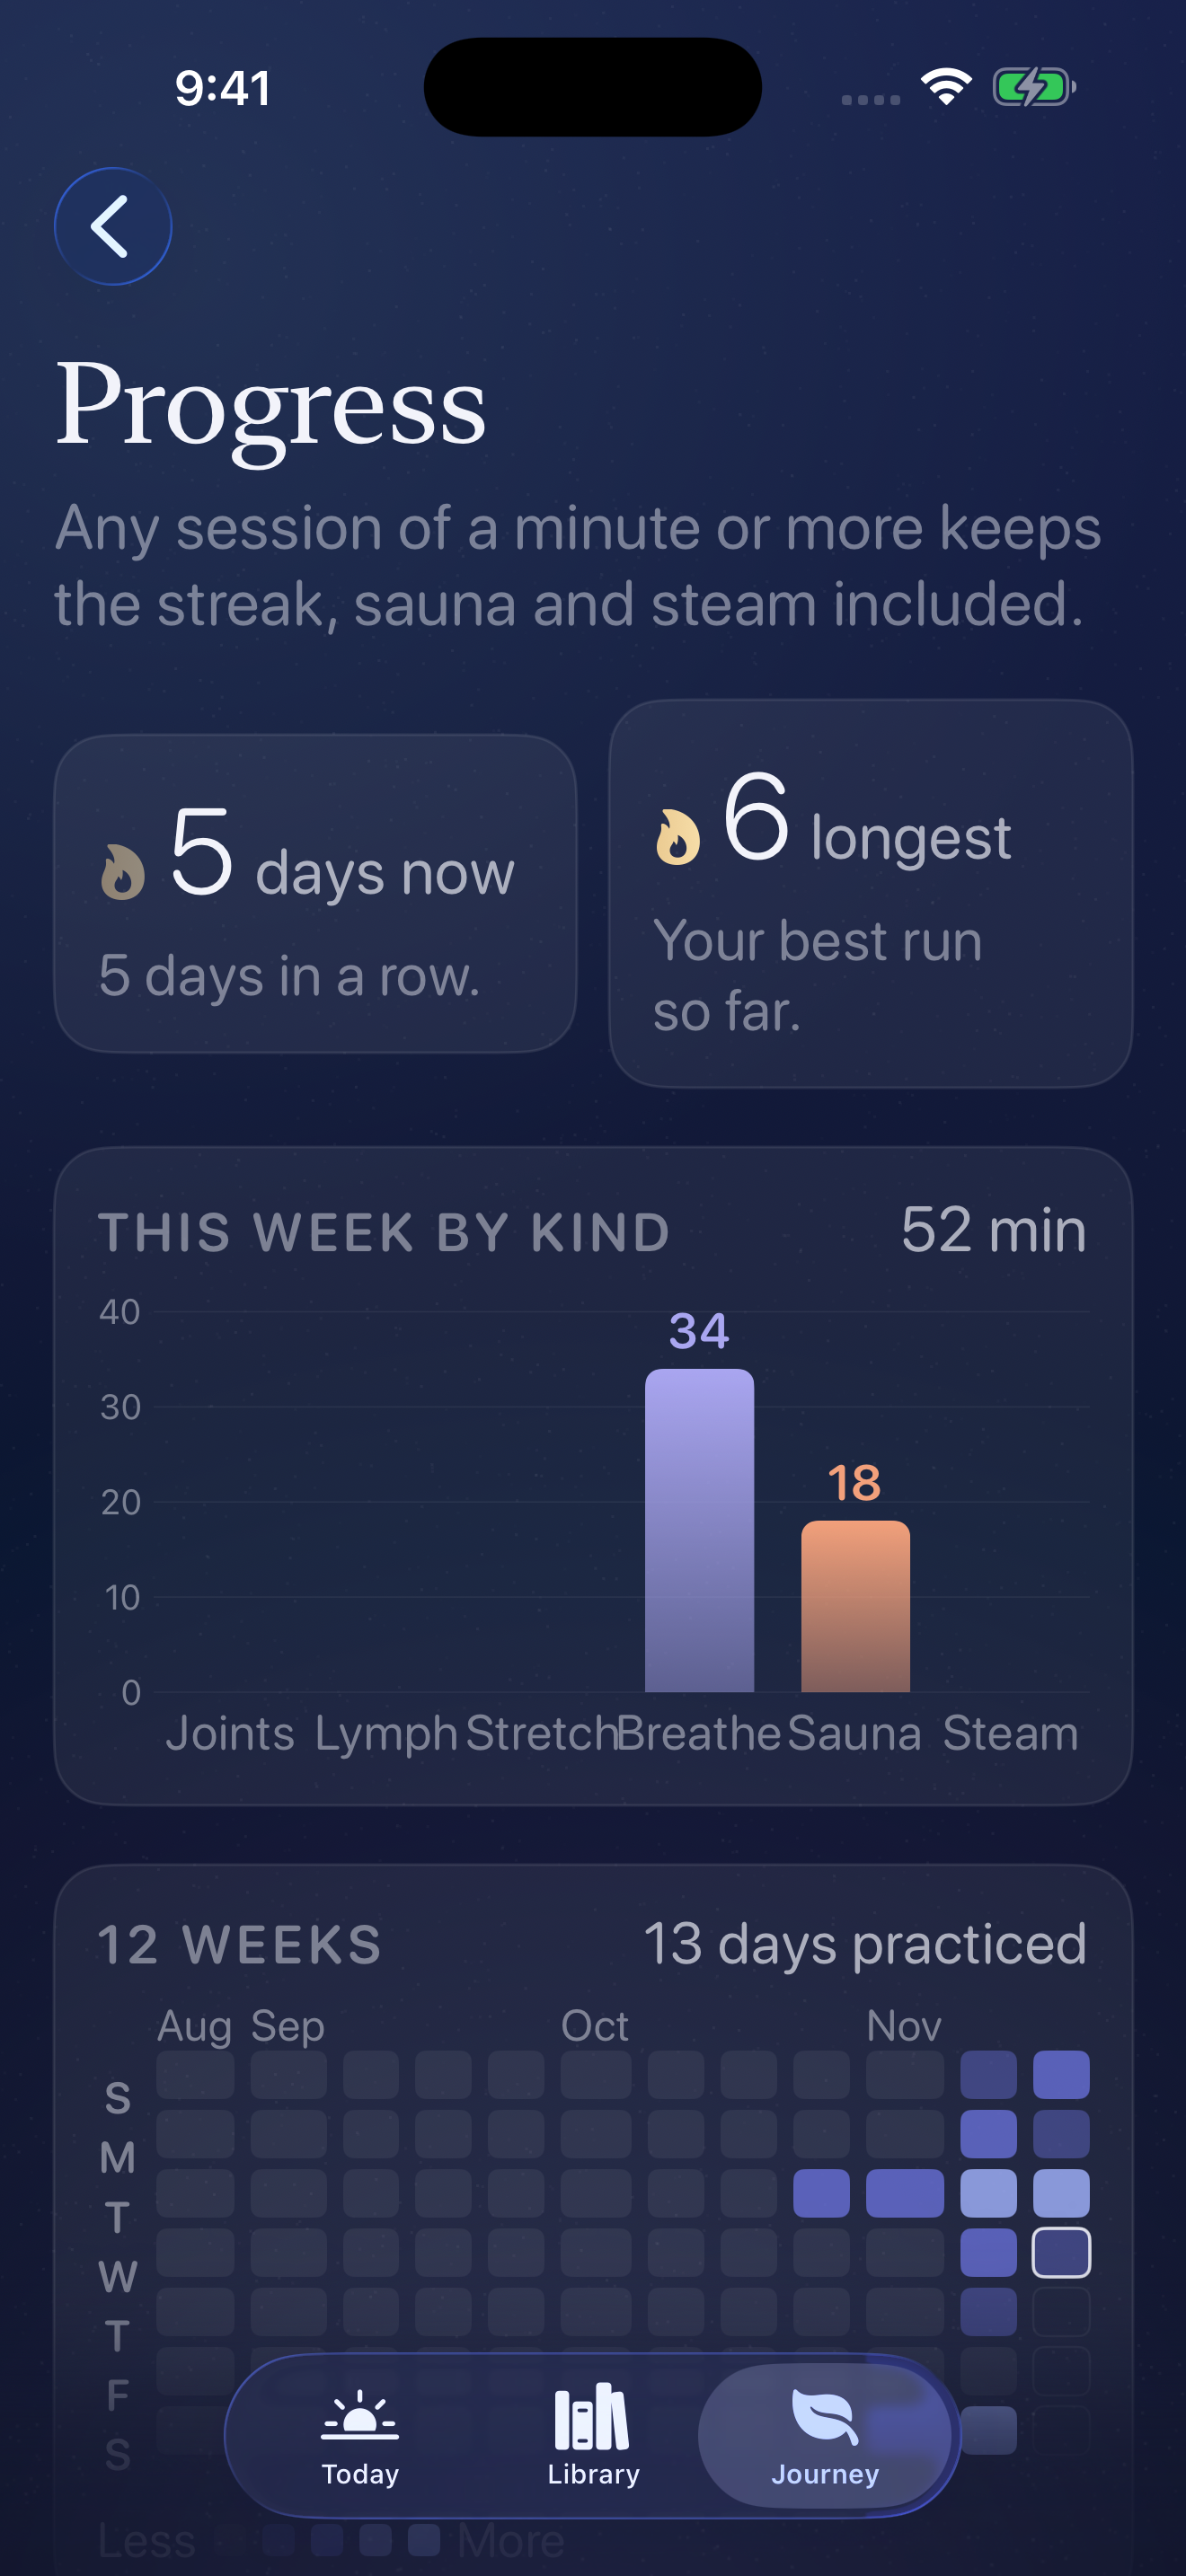 9:41
Progress
Any session of a minute or more keeps
the streak, sauna and steam included.
5 days now
5 days in a row.
6 longest
Your best run
so far.
THIS WEEK BY KIND
52 min
40
34
30
20
18
10
0
Joints Lymph Stretch Breathe Sauna Steam
12 WEEKS
13 days practiced
Aug Sep Oct Nov
S
M
T
W
T
F
S
Today
Library
Journey
Less
More